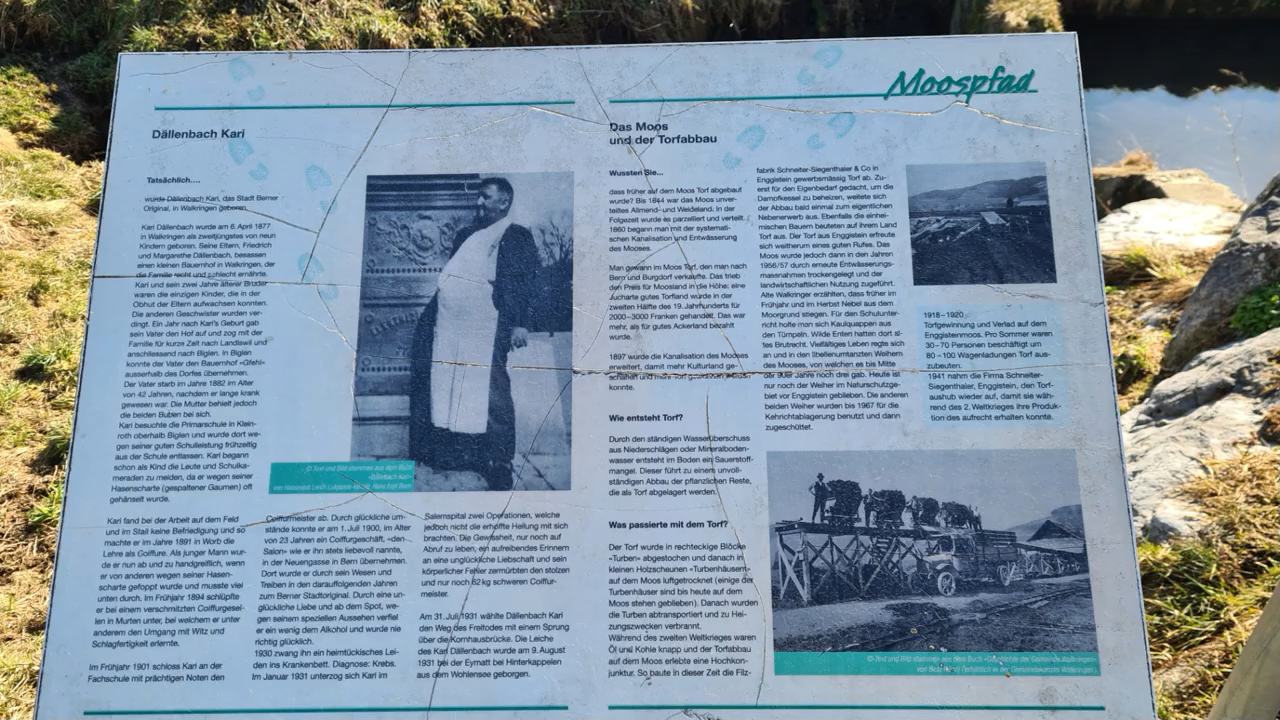 Moospfad
Dällenbach Kari
Tatsächlich....
wurde Dällenbach Kari, das Stadt Berner
Original, in Walkringen geboren.
Kari Dällenbach wurde am 6. April 1877
in Walkringen als zweitjüngstes von neun
Kindern geboren. Seine Eltern, Friedrich
und Margarethe Dällenbach, besassen
einen kleinen Bauernhof in Walkringen, der
die Familie recht und schlecht ernährte.
Kari und sein zwei Jahre älterer Bruder
waren die einzigen Kinder, die in der
Obhut der Eltern aufwachsen konnten.
Die anderen Geschwister wurden ver-
dingt. Ein Jahr nach Kari's Geburt gab
sein Vater den Hof auf und zog mit der
Familie für kurze Zeit nach Landiswil und
anschliessend nach Biglen. In Biglen
konnte der Vater den Bauernhof «Gfehl»
ausserhalb des Dorfes übernehmen.
Der Vater starb im Jahre 1882 im Alter
von 42 Jahren, nachdem er lange krank
gewesen war. Die Mutter behielt jedoch
die beiden Buben bei sich.
Kari besuchte die Primarschule in Klein-
roth oberhalb Biglen und wurde dort we-
gen seiner guten Schulleistung frühzeitig
aus der Schule entlassen. Kari begann
schon als Kind die Leute und Schulka-
meraden zu meiden, da er wegen seiner
Hasenscharte (gespaltener Gaumen) oft
gehänselt wurde.
Kari fand bei der Arbeit auf dem Feld
und im Stall keine Befriedigung und so
machte er im Jahre 1891 in Worb die
Lehre als Coiffure. Als junger Mann wur-
de er nun ab und zu handgreiflich, wenn
er von anderen wegen seiner Hasen-
scharte gefoppt wurde und musste viel
unten durch. Im Frühjahr 1894 schlüpfte
er bei einem verschmitzten Coiffuregesel-
len in Murten unter, bei welchem er unter
anderem den Umgang mit Witz und
Schlagfertigkeit erlernte.
Im Frühjahr 1901 schloss Kari an der
Fachschule mit prächtigen Noten den
Coiffurmeister ab. Durch glückliche um-
stände konnte er am 1. Juli 1900, im Alter
von 23 Jahren ein Coiffurgeschäft, «den
Salon» wie er ihn stets liebevoll nannte,
in der Neuengasse in Bern übernehmen.
Dort wurde er durch sein Wesen und
Treiben in den darauffolgenden Jahren
zum Berner Stadtoriginal. Durch eine un-
glückliche Liebe und ab dem Spot, we-
gen seinem speziellen Aussehen verfiel
er ein wenig dem Alkohol und wurde nie
richtig glücklich.
1930 zwang ihn ein heimtückisches Lei-
den ins Krankenbett. Diagnose: Krebs.
Im Januar 1931 unterzog sich Kari im
Salemspital zwei Operationen, welche
jedboh nicht die erhoffte Heilung mit sich
brachten. Die Gewissheit, nur noch auf
Abruf zu leben, ein aufreibendes Erinnern
an eine unglückliche Liebschaft und sein
körperlicher Fehler zermürbten den stolzen
und nur noch 62 kg schweren Coiffur-
meister.
Am 31. Juli 1931 wählte Dällenbach Kari
den Weg des Freitodes mit einem Sprung
über die Kornhausbrücke. Die Leiche
des Kari Dällenbach wurde am 9. August
1931 bei der Eymatt bei Hinterkappelen
aus dem Wohlensee geborgen.
© Text und Bild stammen aus dem Buch
«Dällebach Kari»
von Hansruedi Lerch
Das Moos
und der Torfabbau
Wussten Sie...
dass früher auf dem Moos Torf abgebaut
wurde? Bis 1844 war das Moos unver-
teiltes Allmend- und Weideland. In der
Folgezeit wurde es parzelliert und verteilt.
1860 begann man mit der systemati-
schen Kanalisation und Entwässerung
des Mooses.
Man gewann im Moos Torf, den man nach
Bern und Burgdorf verkaufte. Das trieb
den Preis für Moosland in die Höhe: eine
Jucharte gutes Torfland wurde in der
zweiten Hälfte des 19. Jahrhunderts für
2000–3000 Franken gehandelt. Das war
mehr, als für gutes Ackerland bezahlt
wurde.
1897 wurde die Kanalisation des Mooses
erweitert, damit mehr Kulturland ge-
schaffen und mehr Torf gewonnen werden
konnte.
Wie entsteht Torf?
Durch den ständigen Wasserüberschuss
aus Niederschlägen oder Mineralboden-
wasser entsteht im Boden ein Sauerstoff-
mangel. Dieser führt zu einem unvoll-
ständigen Abbau der pflanzlichen Reste,
die als Torf abgelagert werden.
Was passierte mit dem Torf?
Der Torf wurde in rechteckige Blöcke
«Turben» abgestochen und danach in
kleinen Holzscheunen «Turbenhäusern»
auf dem Moos luftgetrocknet (einige der
Turbenhäuser sind bis heute auf dem
Moos stehen geblieben). Danach wurden
die Turben abtransportiert und zu Hei-
zungszwecken verbrannt.
Während des zweiten Weltkrieges waren
Öl und Kohle knapp und der Torfabbau
auf dem Moos erlebte eine Hochkon-
junktur. So baute in dieser Zeit die Filz-
fabrik Schneiter-Siegenthaler & Co in
Enggistein gewerbsmässig Torf ab. Zu-
erst für den Eigenbedarf gedacht, um die
Dampfkessel zu beheizen, weitete sich
der Abbau bald einmal zum eigentlichen
Nebenerwerb aus. Ebenfalls die einhei-
mischen Bauern beuteten auf ihrem Land
Torf aus. Der Torf aus Enggistein erfreute
sich weitherum eines guten Rufes. Das
Moos wurde jedoch dann in den Jahren
1956/57 durch erneute Entwässerungs-
massnahmen trockengelegt und der
landwirtschaftlichen Nutzung zugeführt.
Alte Walkringer erzählten, dass früher im
Frühjahr und im Herbst Nebel aus dem
Moorgrund stiegen. Für den Schulunter-
richt holte man sich Kaulquappen aus
den Tümpeln. Wilde Enten hatten dort si-
tes Brutrecht. Vielfältiges Leben regte sich
an und in den libellenumtanzten Weihern
des Mooses, von welchen es bis Mitte
der 90er Jahre noch drei gab. Heute ist
nur noch der Weiher im Naturschutzge-
biet vor Enggistein geblieben. Die anderen
beiden Weiher wurden bis 1967 für die
Kehrichtablagerung benutzt und dann
zugeschüttet.
1918–1920
Torfgewinnung und Verlad auf dem
Enggisteinmoos. Pro Sommer waren
30–70 Personen beschäftigt um
80–100 Wagenladungen Torf aus-
zubeuten.
1941 nahm die Firma Schneiter-
Siegenthaler, Enggistein, den Torf-
aushub wieder auf, damit sie wäh-
rend des 2. Weltkrieges ihre Produk-
tion des aufrecht erhalten konnte.
© Text und Bild stammen aus dem Buch «Geschichte der Gemeinde Walkringen»
(erhältlich in der Gemeindekanzlei Walkringen)